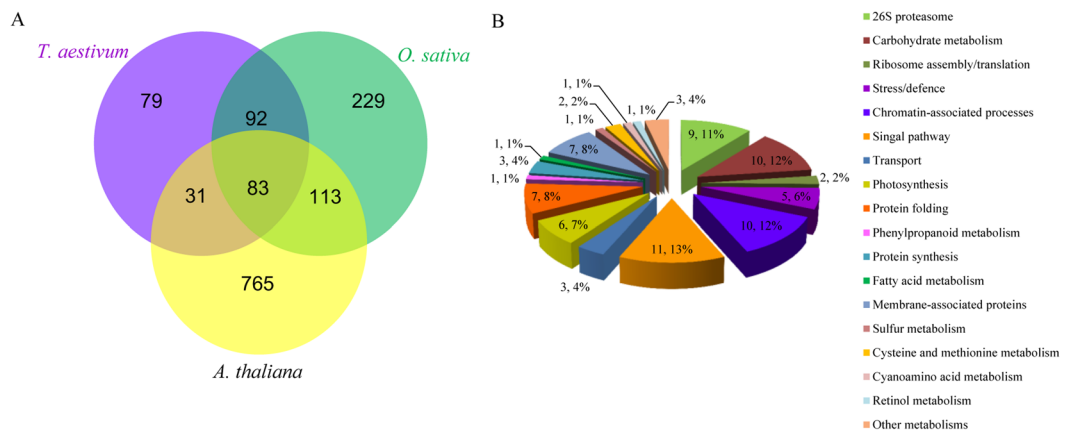 A
T. aestivum
O. sativa
79
92
229
31
83
113
765
A. thaliana
B
1, 1%
2, 2%
1, 1%
1, 1%
3, 4%
9, 11%
10, 12%
2, 2%
5, 6%
10, 12%
11, 13%
3, 4%
6, 7%
7, 8%
1, 1%
3, 4%
1, 1%
7, 8%
26S proteasome
Carbohydrate metabolism
Ribosome assembly/translation
Stress/defence
Chromatin-associated processes
Singal pathway
Transport
Photosynthesis
Protein folding
Phenylpropanoid metabolism
Protein synthesis
Fatty acid metabolism
Membrane-associated proteins
Sulfur metabolism
Cysteine and methionine metabolism
Cyanoamino acid metabolism
Retinol metabolism
Other metabolisms